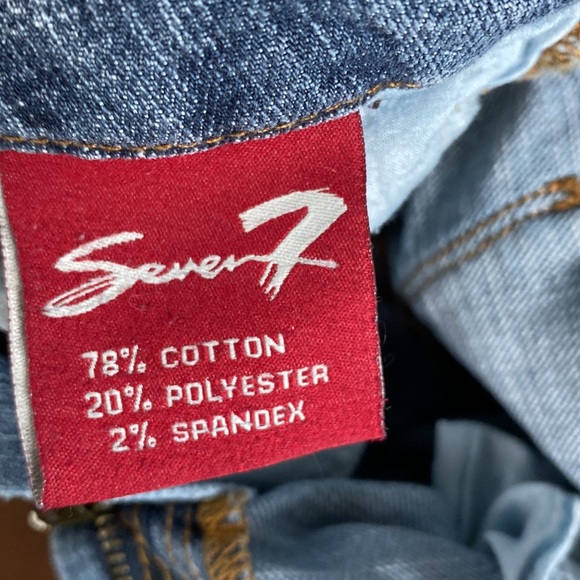 Seven7
78% COTTON
20% POLYESTER
2% SPANDEX